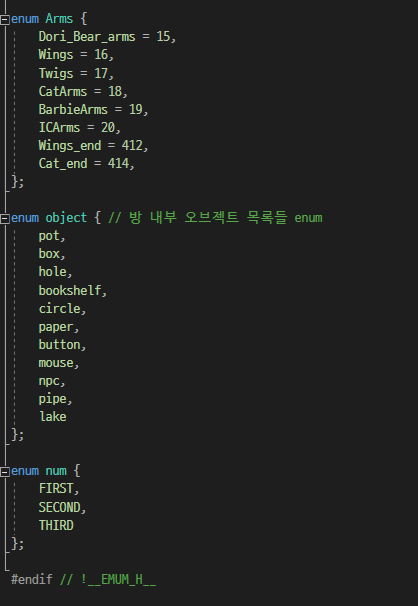 enum Arms {
Dori_Bear_arms = 15,
Wings = 16,
Twigs = 17,
CatArms = 18,
BarbieArms = 19,
ICArms = 20,
Wings_end = 412,
Cat_end = 414,
};
enum object { // 방 내부 오브젝트 목록들 enum
pot,
box,
hole,
bookshelf,
circle,
paper,
button,
mouse,
npc,
pipe,
lake
};
enum num {
FIRST,
SECOND,
THIRD
};
#endif // !__EMUM_H__